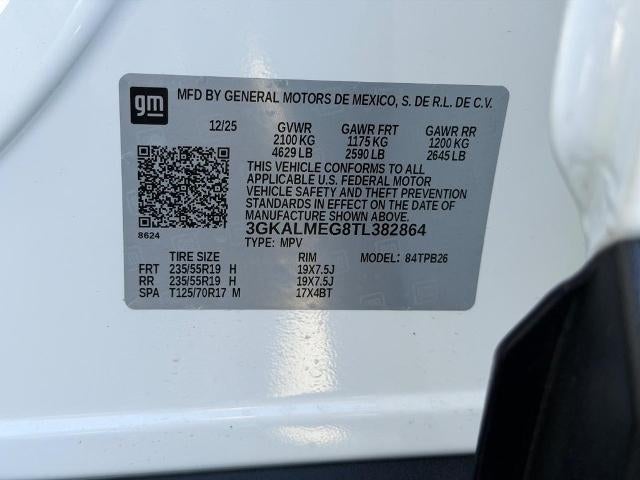 gm
MFD BY GENERAL MOTORS DE MEXICO, S. DE R.L. DE C.V.
12/25 GVWR GAWR FRT GAWR RR
2100 KG 1175 KG 1200 KG
4629 LB 2590 LB 2645 LB
THIS VEHICLE CONFORMS TO ALL
APPLICABLE U.S. FEDERAL MOTOR
VEHICLE SAFETY AND THEFT PREVENTION
STANDARDS IN EFFECT ON THE DATE OF
MANUFACTURE SHOWN ABOVE.
8624 3GKALMEG8TL382864
TYPE: MPV
TIRE SIZE RIM MODEL: 84TPB26
FRT 235/55R19 H 19X7.5J
RR 235/55R19 H 19X7.5J
SPA T125/70R17 M 17X4BT